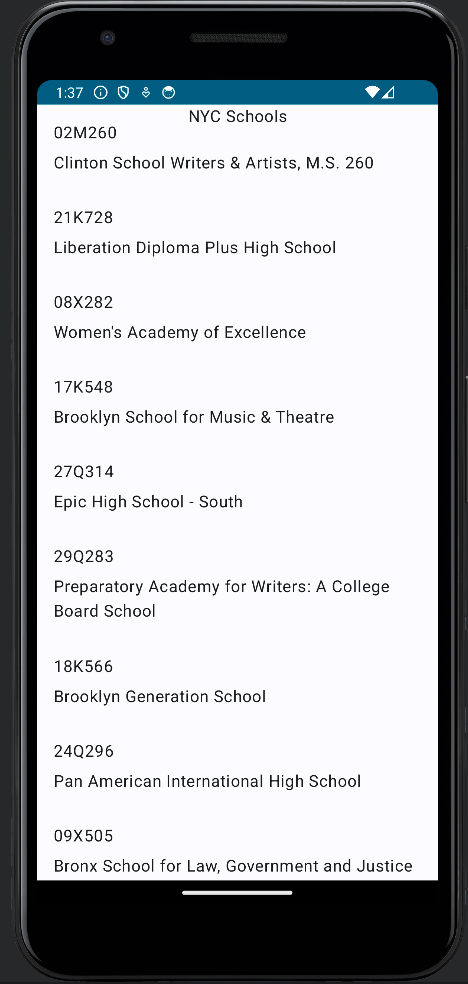 1:37
NYC Schools
02M260
Clinton School Writers & Artists, M.S. 260
21K728
Liberation Diploma Plus High School
08X282
Women's Academy of Excellence
17K548
Brooklyn School for Music & Theatre
27Q314
Epic High School - South
29Q283
Preparatory Academy for Writers: A College
Board School
18K566
Brooklyn Generation School
24Q296
Pan American International High School
09X505
Bronx School for Law, Government and Justice